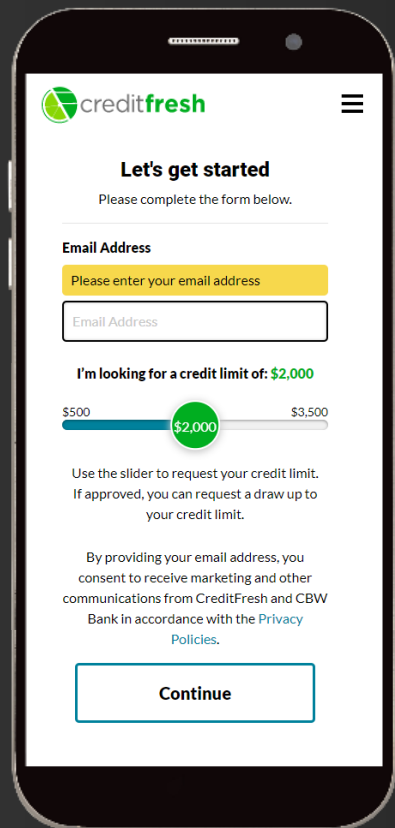 creditfresh
Let's get started
Please complete the form below.
Email Address
Please enter your email address
Email Address
I'm looking for a credit limit of: $2,000
$500
$3,500
$2,000
Use the slider to request your credit limit.
If approved, you can request a draw up to
your credit limit.
By providing your email address, you
consent to receive marketing and other
communications from CreditFresh and CBW
Bank in accordance with the Privacy
Policies.
Continue